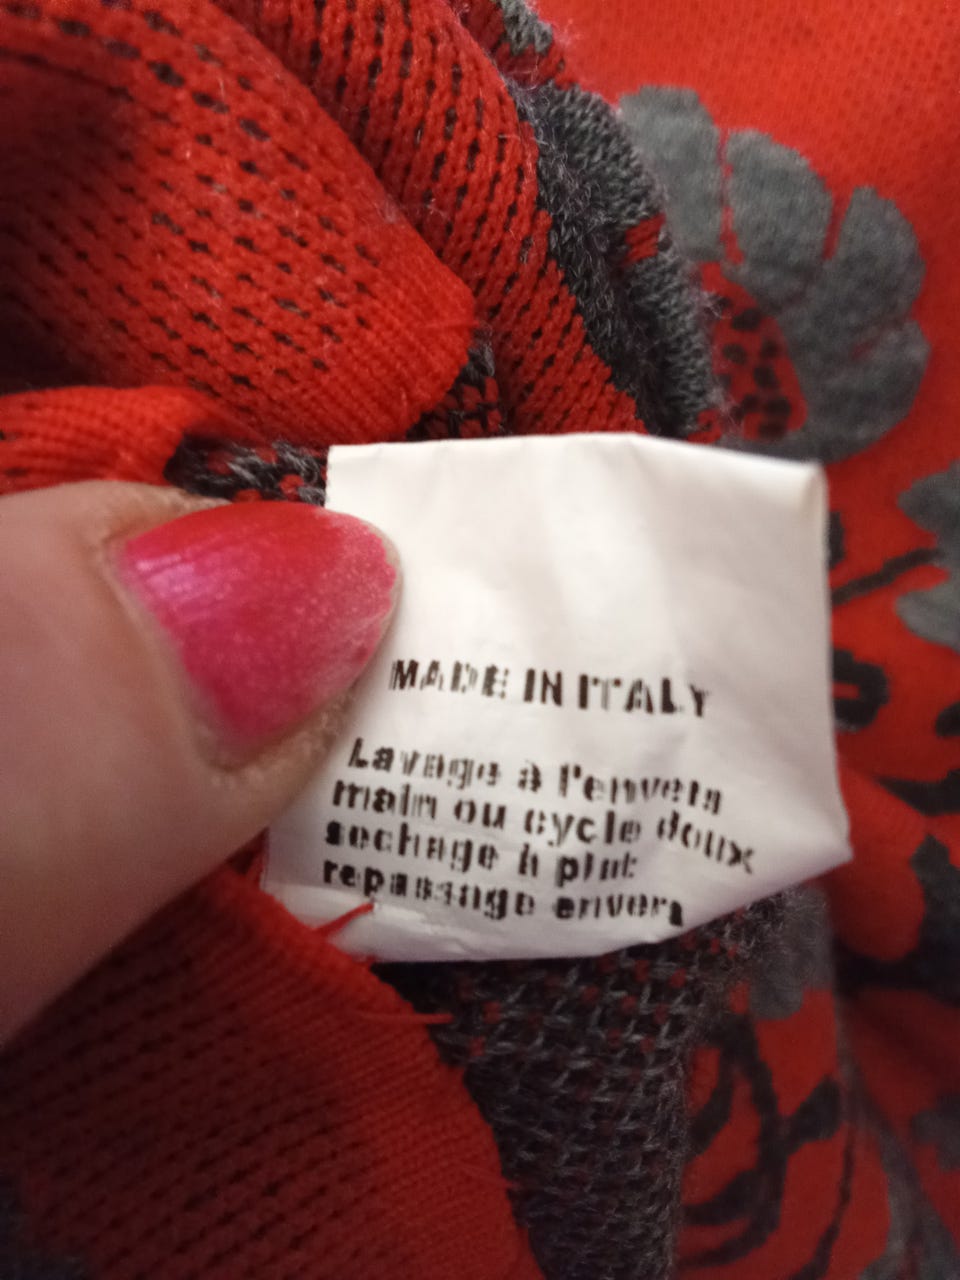 MADE IN ITALY
Lavage à l'envers
main ou cycle doux
sechage à plat
repassage envers